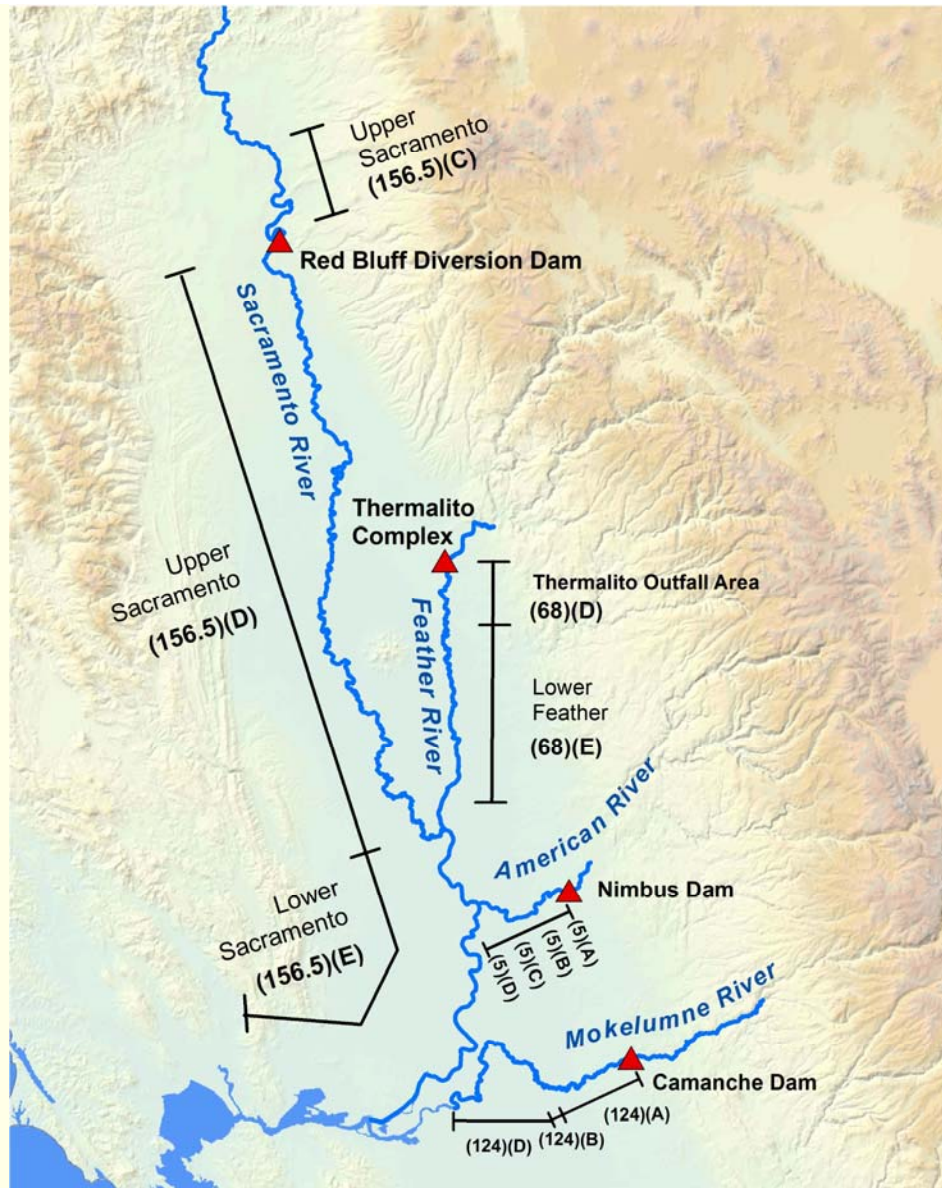 Upper
Sacramento
(156.5)(C)
Red Bluff Diversion Dam
Sacramento River
Thermalito
Complex
Upper
Sacramento
(156.5)(D)
Feather River
Thermalito Outfall Area
(68)(D)
Lower
Feather
(68)(E)
American River
Lower
Sacramento
(156.5)(E)
Nimbus Dam
(5)(A)
(5)(B)
(5)(C)
(5)(D)
Mokelumne River
Camanche Dam
(124)(A)
(124)(B)
(124)(D)